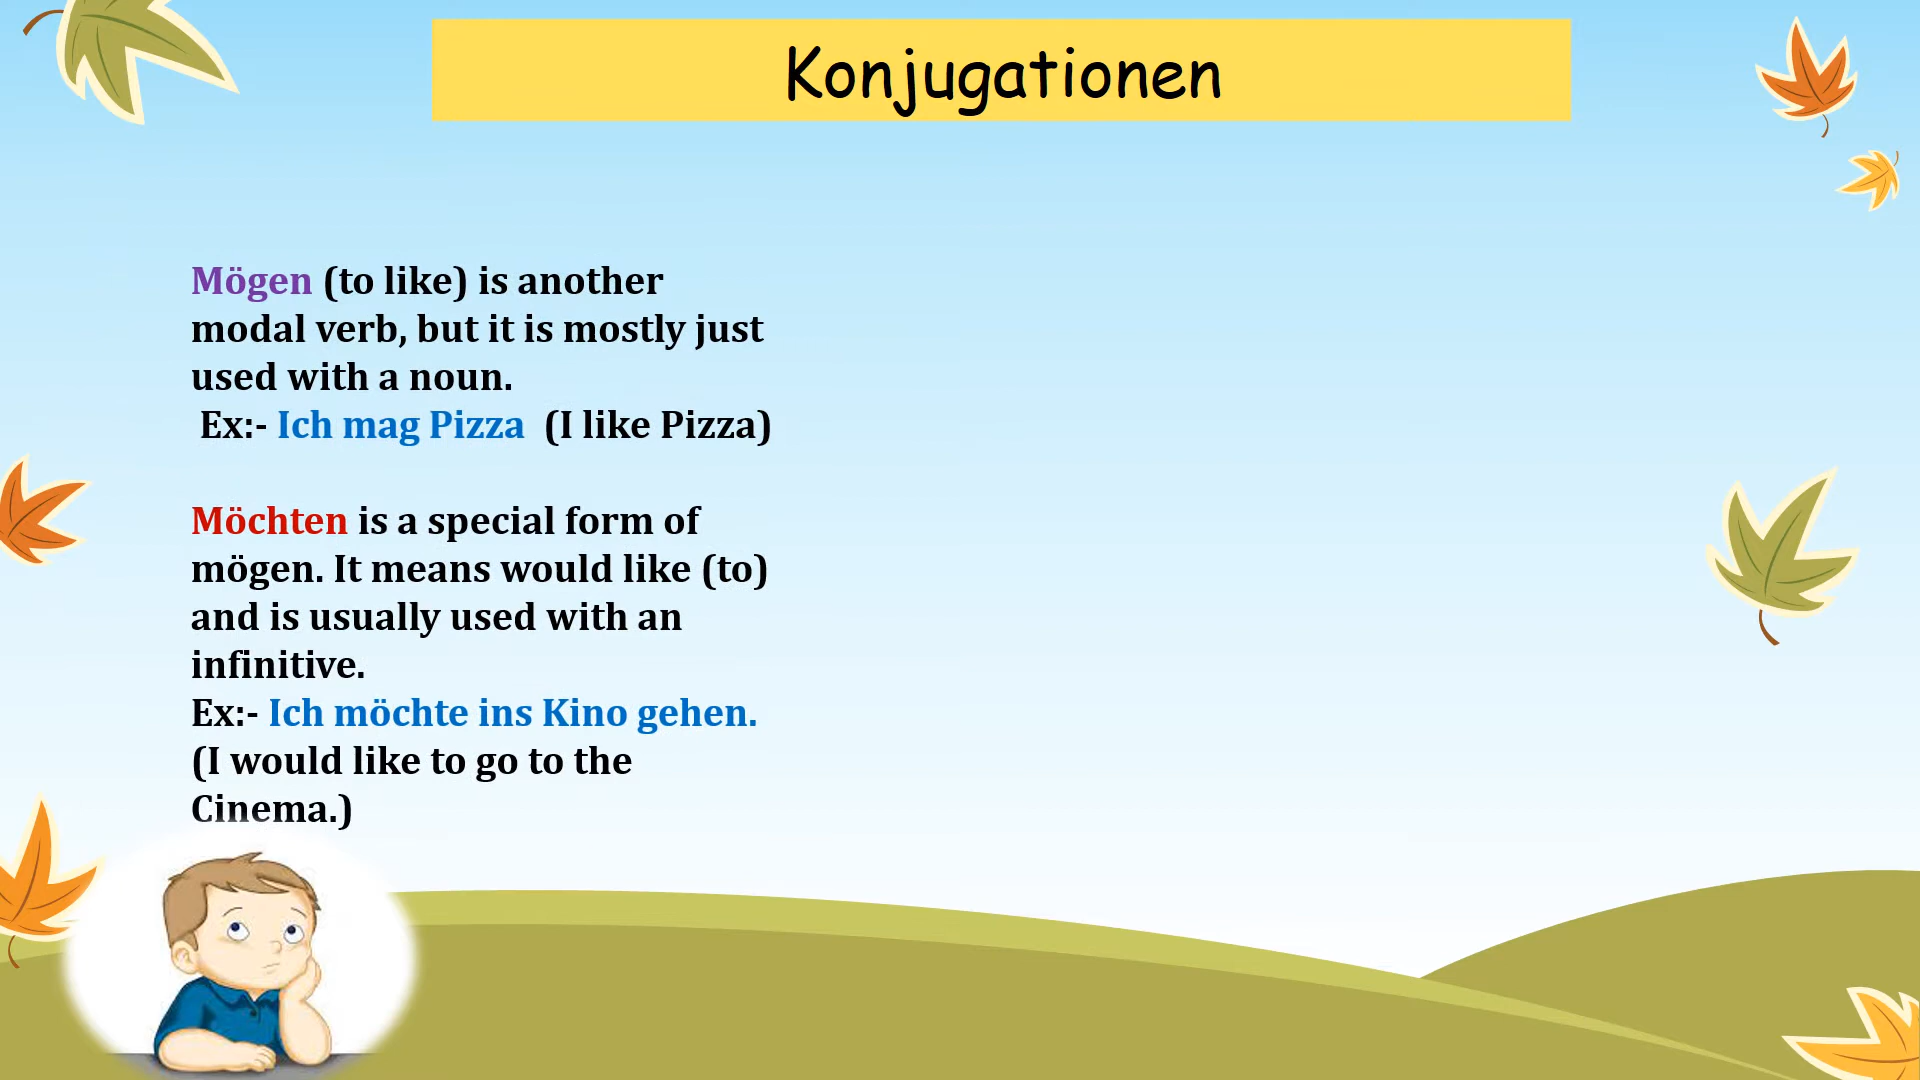 Konjugationen
Mögen (to like) is another
modal verb, but it is mostly just
used with a noun.
Ex:- Ich mag Pizza (I like Pizza)
Möchten is a special form of
mögen. It means would like (to)
and is usually used with an
infinitive.
Ex:- Ich möchte ins Kino gehen.
(I would like to go to the
Cinema.)